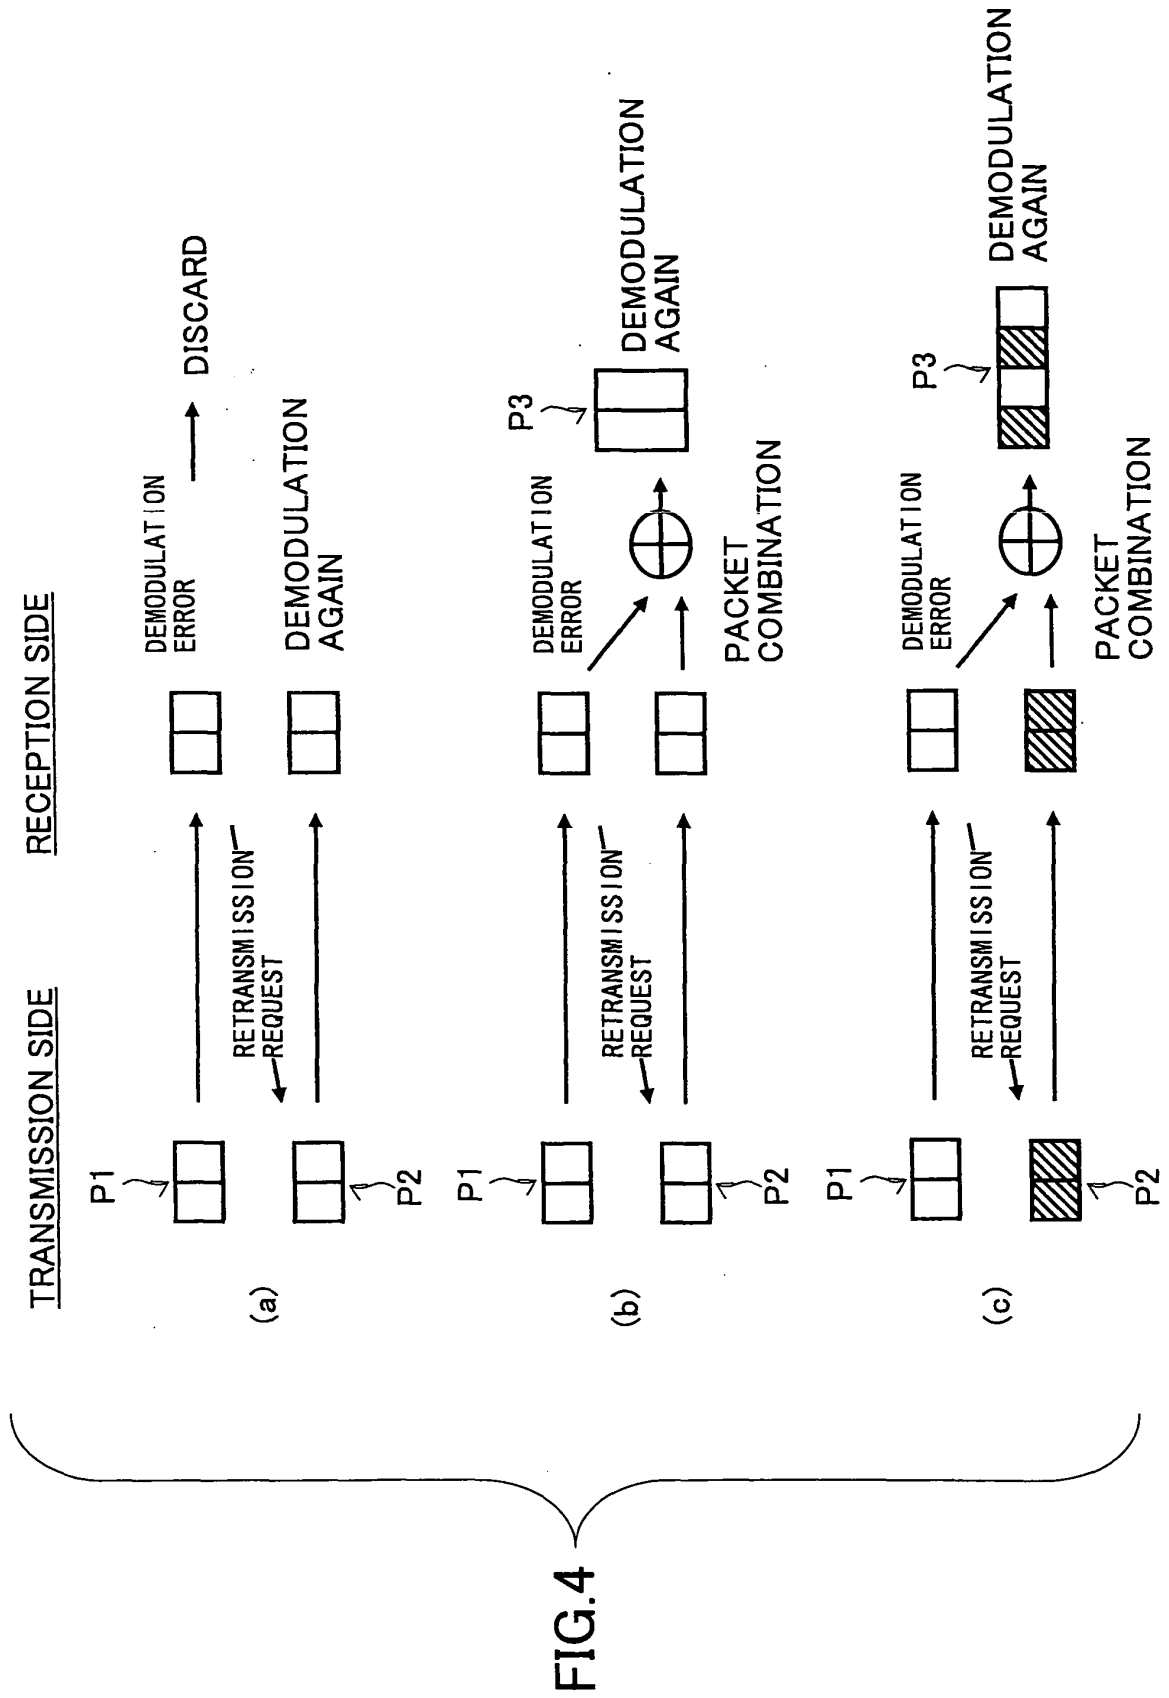 FIG.4
TRANSMISSION SIDE
RECEPTION SIDE
(a)
P1
P2
RETRANSMISSION
REQUEST
DEMODULATION
ERROR
DISCARD
DEMODULATION
AGAIN
(b)
P1
P2
RETRANSMISSION
REQUEST
DEMODULATION
ERROR
PACKET
COMBINATION
P3
DEMODULATION
AGAIN
(c)
P1
P2
RETRANSMISSION
REQUEST
DEMODULATION
ERROR
PACKET
COMBINATION
P3
DEMODULATION
AGAIN